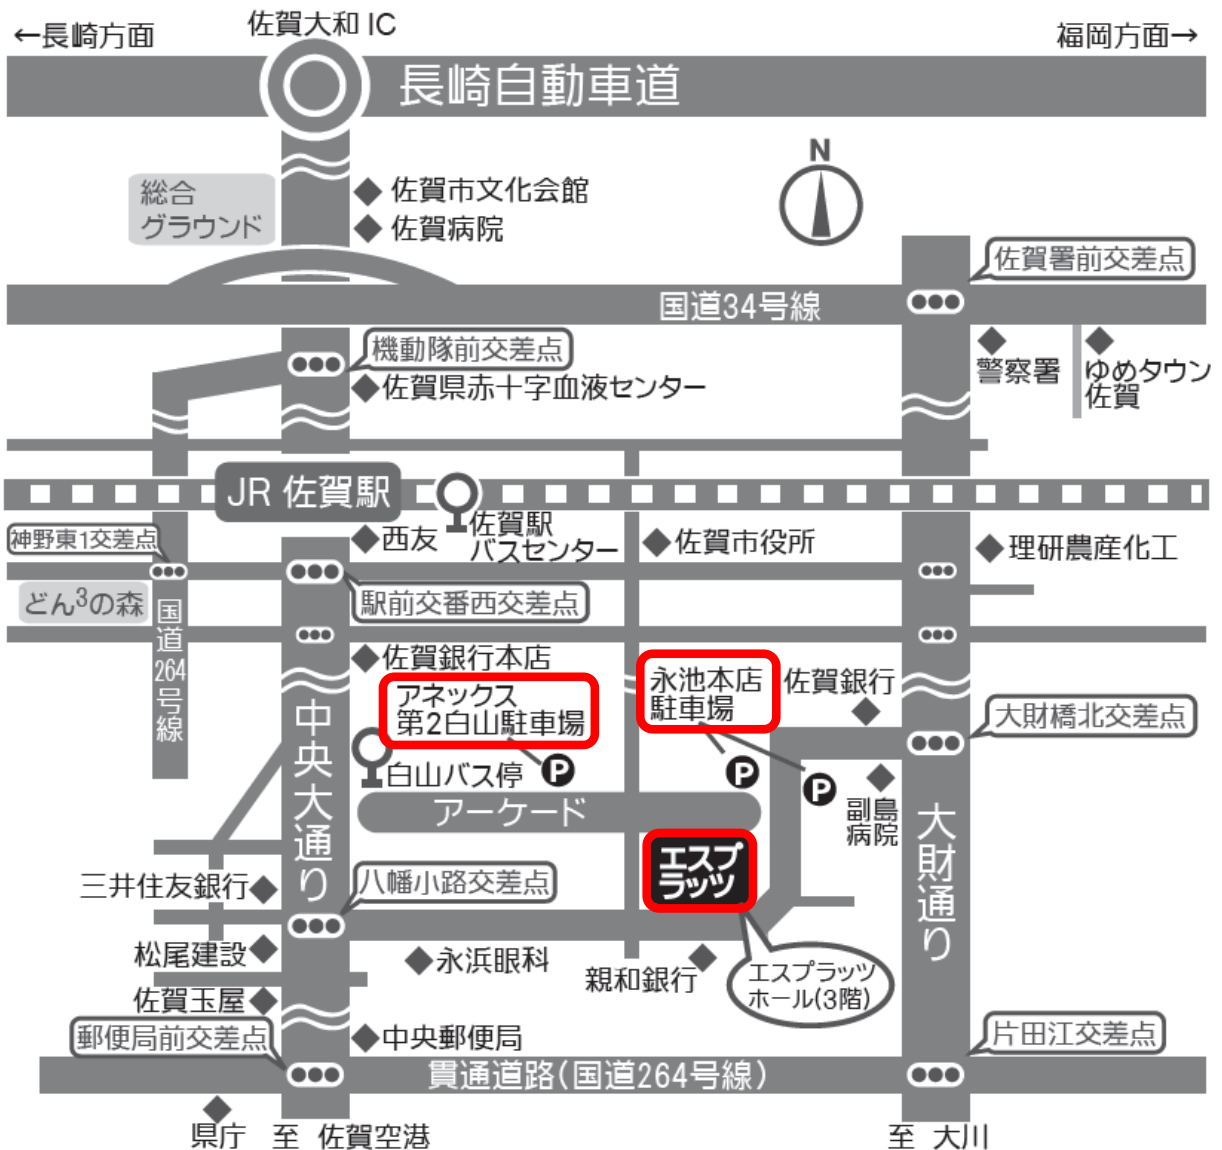 ←長崎方面
佐賀大和 IC
福岡方面→
長崎自動車道
N
総合
グラウンド
佐賀市文化会館
佐賀病院
佐賀署前交差点
国道34号線
機動隊前交差点
佐賀県赤十字血液センター
警察署
ゆめタウン
佐賀
JR 佐賀駅
西友
佐賀駅
バスセンター
佐賀市役所
理研農産化工
神野東1交差点
どん3の森
国道264号線
駅前交番西交差点
佐賀銀行本店
アネックス
第2白山駐車場
永池本店
駐車場
佐賀銀行
大財橋北交差点
中央大通り
白山バス停
P
P
P
アーケード
副島
病院
大財通り
エスプ
ラッツ
三井住友銀行
八幡小路交差点
松尾建設
永浜眼科
親和銀行
エスプラッツ
ホール(3階)
佐賀玉屋
郵便局前交差点
中央郵便局
片田江交差点
貫通道路(国道264号線)
県庁
至 佐賀空港
至 大川